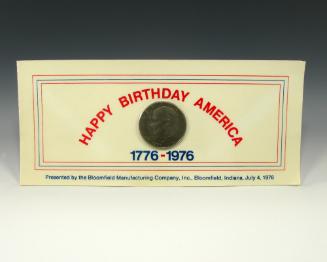 HAPPY BIRTHDAY AMERICA
1776-1976
Presented by the Bloomfield Manufacturing Company, Inc., Bloomfield, Indiana, July 4, 1976